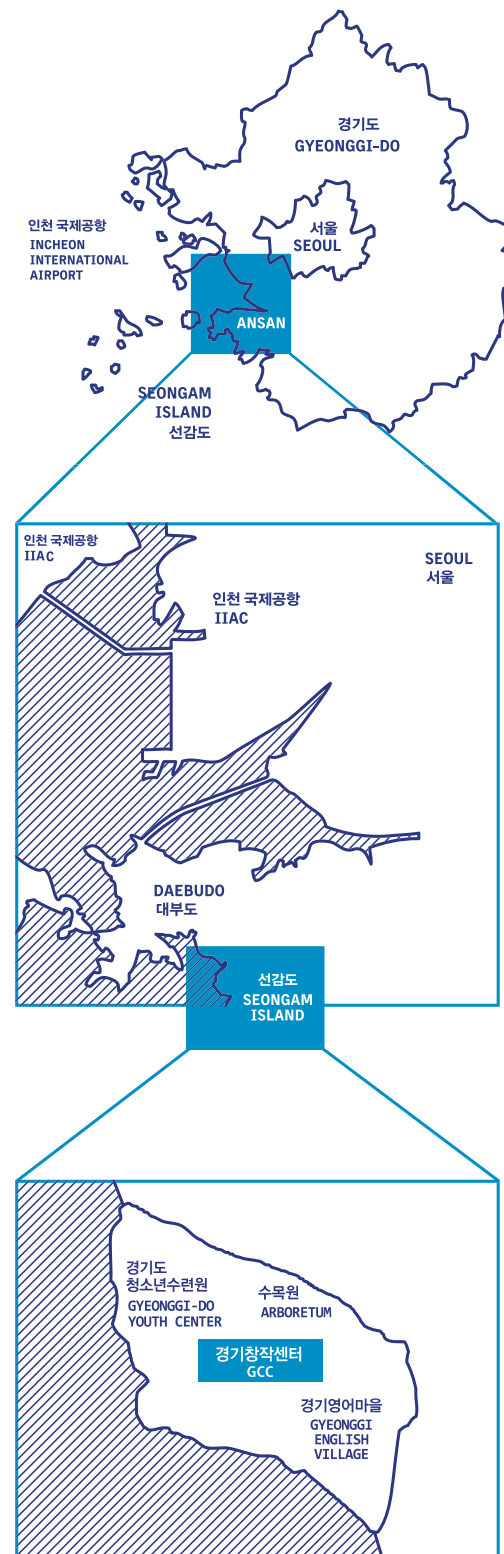 경기도
GYEONGGI-DO
서울
SEOUL
인천 국제공항
INCHEON
INTERNATIONAL
AIRPORT
ANSAN
SEONGAM
ISLAND
선감도
인천 국제공항
IIAC
SEOUL
서울
인천 국제공항
IIAC
DAEBUDO
대부도
선감도
SEONGAM
ISLAND
경기도
청소년수련원
GYEONGGI-DO
YOUTH CENTER
수목원
ARBORETUM
경기창작센터
GCC
경기영어마을
GYEONGGI
ENGLISH
VILLAGE